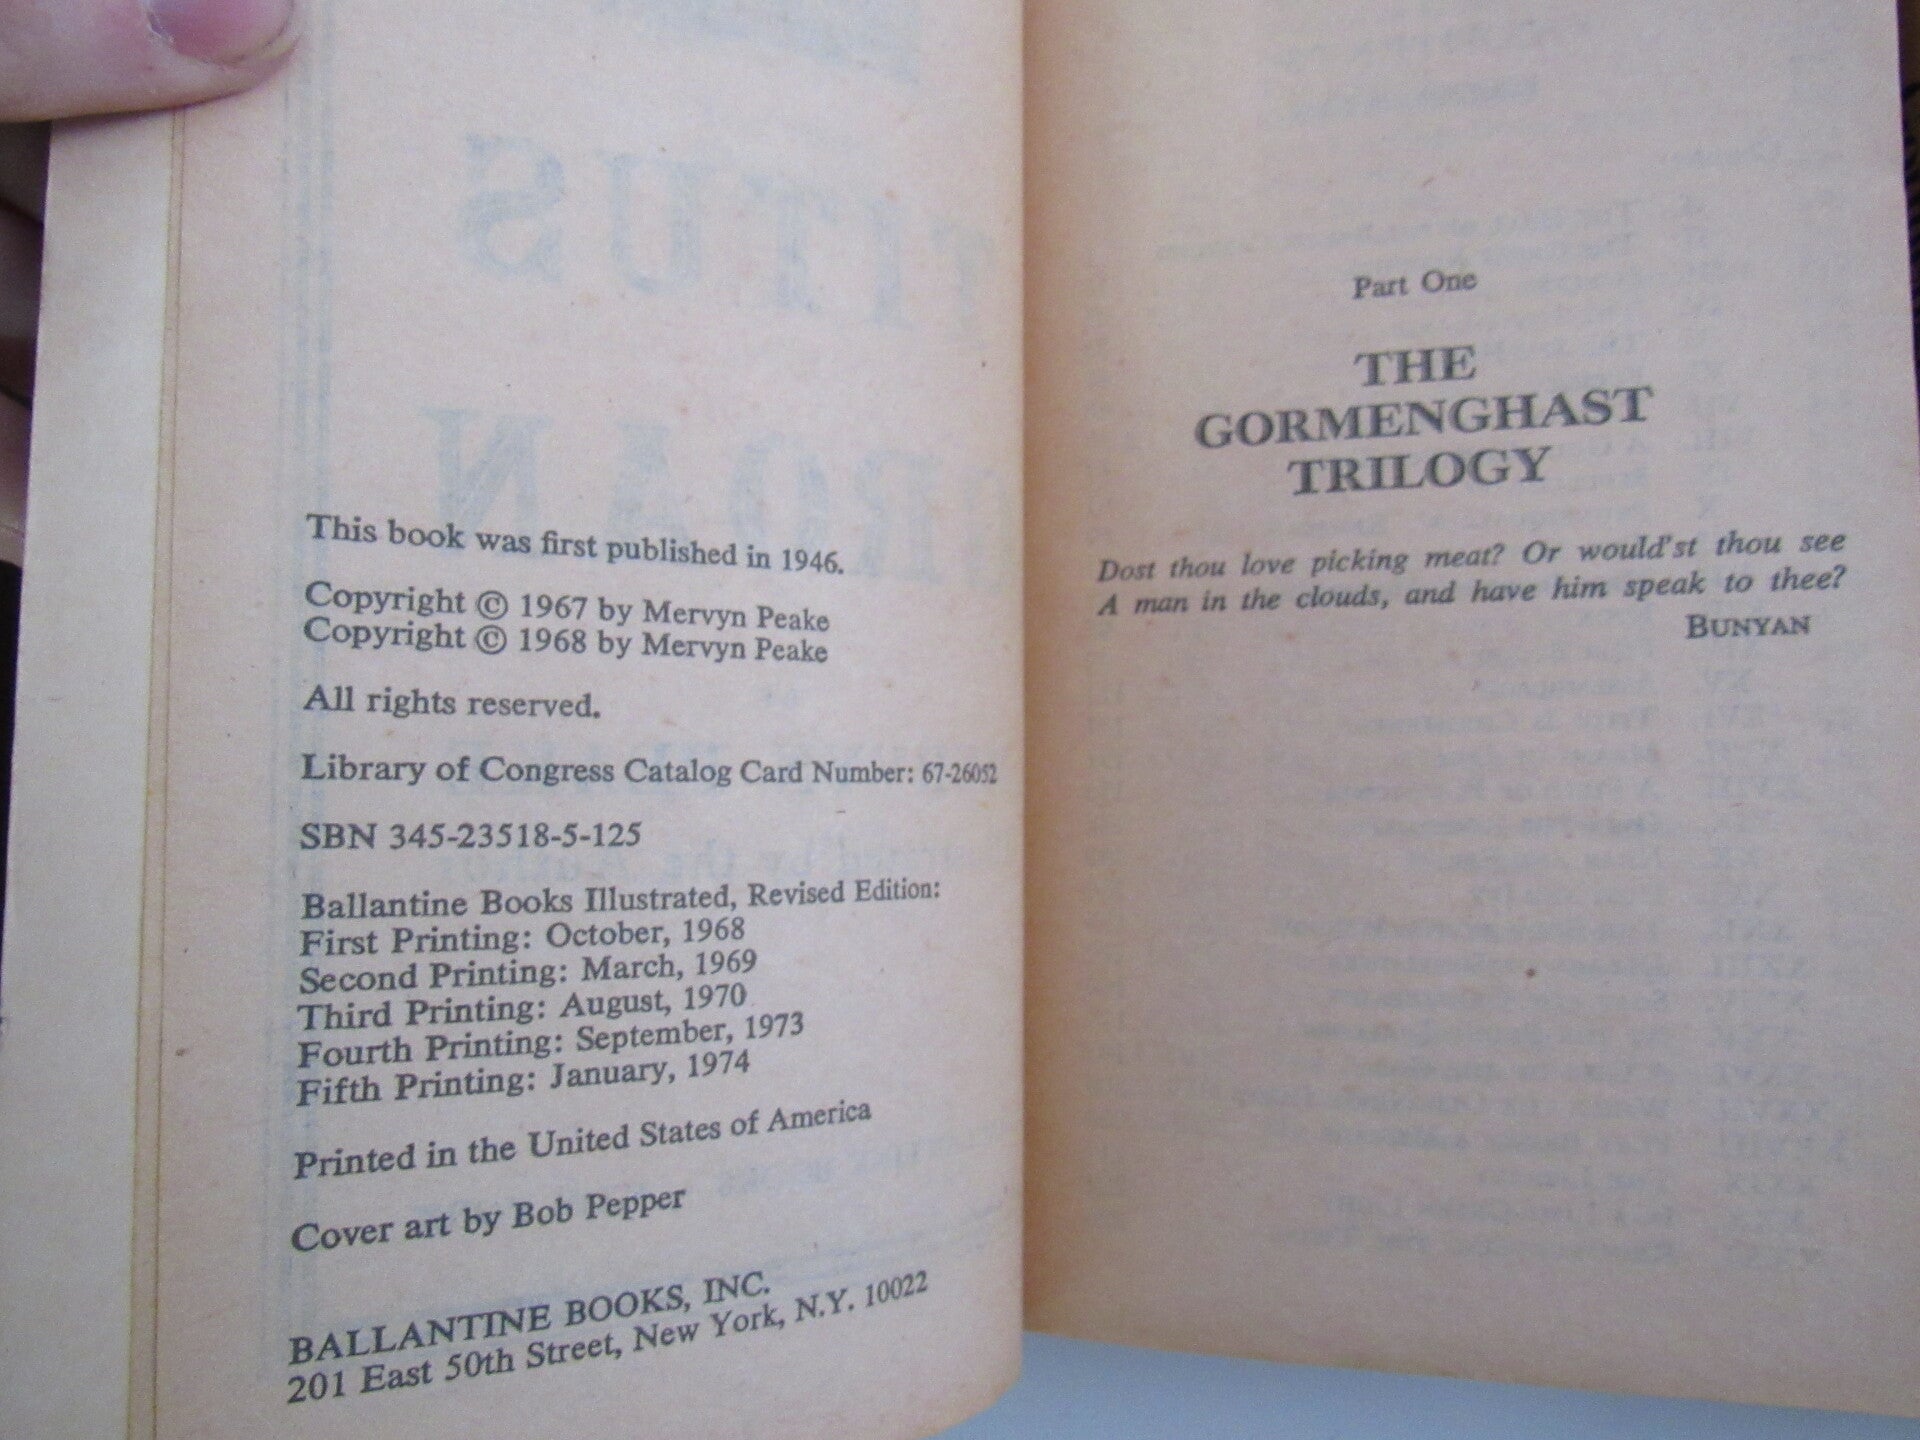 This book was first published in 1946.
Copyright © 1967 by Mervyn Peake
Copyright © 1968 by Mervyn Peake
All rights reserved.
Library of Congress Catalog Card Number: 67-26052
SBN 345-23518-5-125
Ballantine Books Illustrated, Revised Edition:
First Printing: October, 1968
Second Printing: March, 1969
Third Printing: August, 1970
Fourth Printing: September, 1973
Fifth Printing: January, 1974
Printed in the United States of America
Cover art by Bob Pepper
BALLANTINE BOOKS, INC.
201 East 50th Street, New York, N.Y. 10022
Part One
THE
GORMENGHAST
TRILOGY
Dost thou love picking meat? Or would'st thou see
A man in the clouds, and have him speak to thee?
BUNYAN